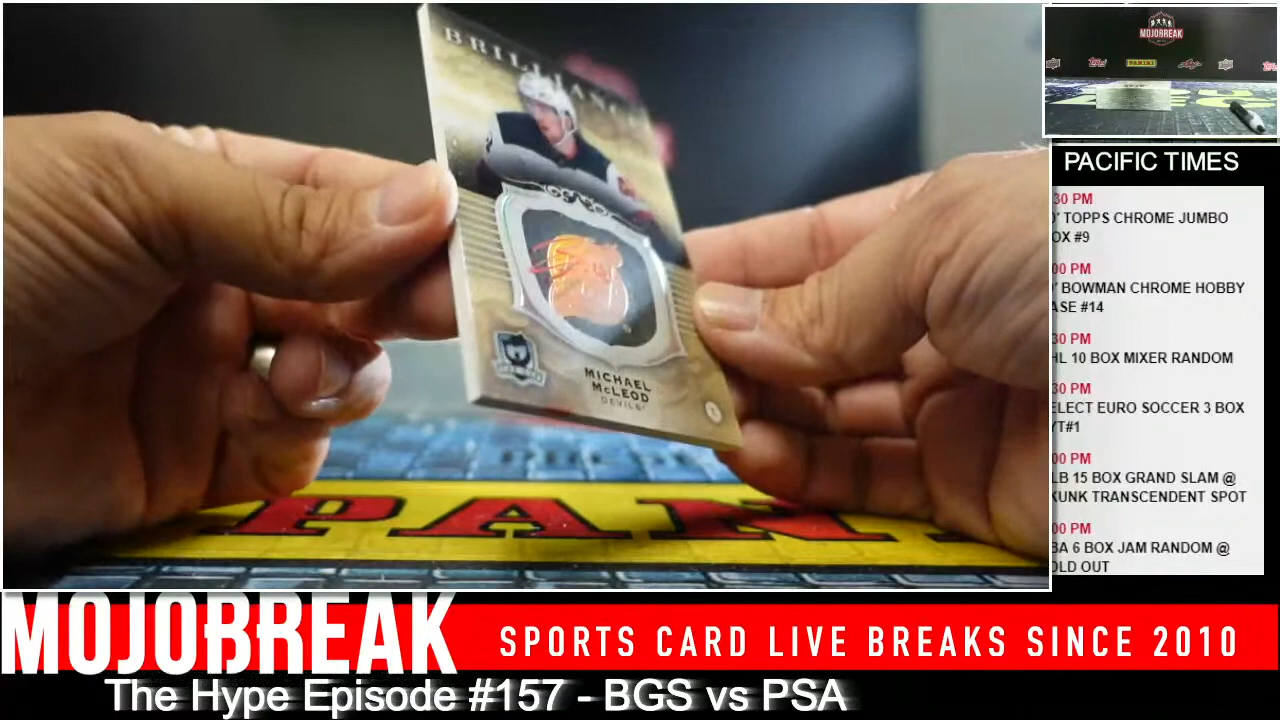 BRILLIANCE
MICHAEL
McLEOD
DEVILS
PAN
MOJOBREAK
PANINI
PACIFIC TIMES
30 PM
' TOPPS CHROME JUMBO
OX #9
00 PM
' BOWMAN CHROME HOBBY
ASE #14
30 PM
HL 10 BOX MIXER RANDOM
30 PM
ELECT EURO SOCCER 3 BOX
YT#1
00 PM
LB 15 BOX GRAND SLAM @
KUNK TRANSCENDENT SPOT
00 PM
BA 6 BOX JAM RANDOM @
OLD OUT
MOJOBREAK
SPORTS CARD LIVE BREAKS SINCE 2010
The Hype Episode #157 - BGS vs PSA